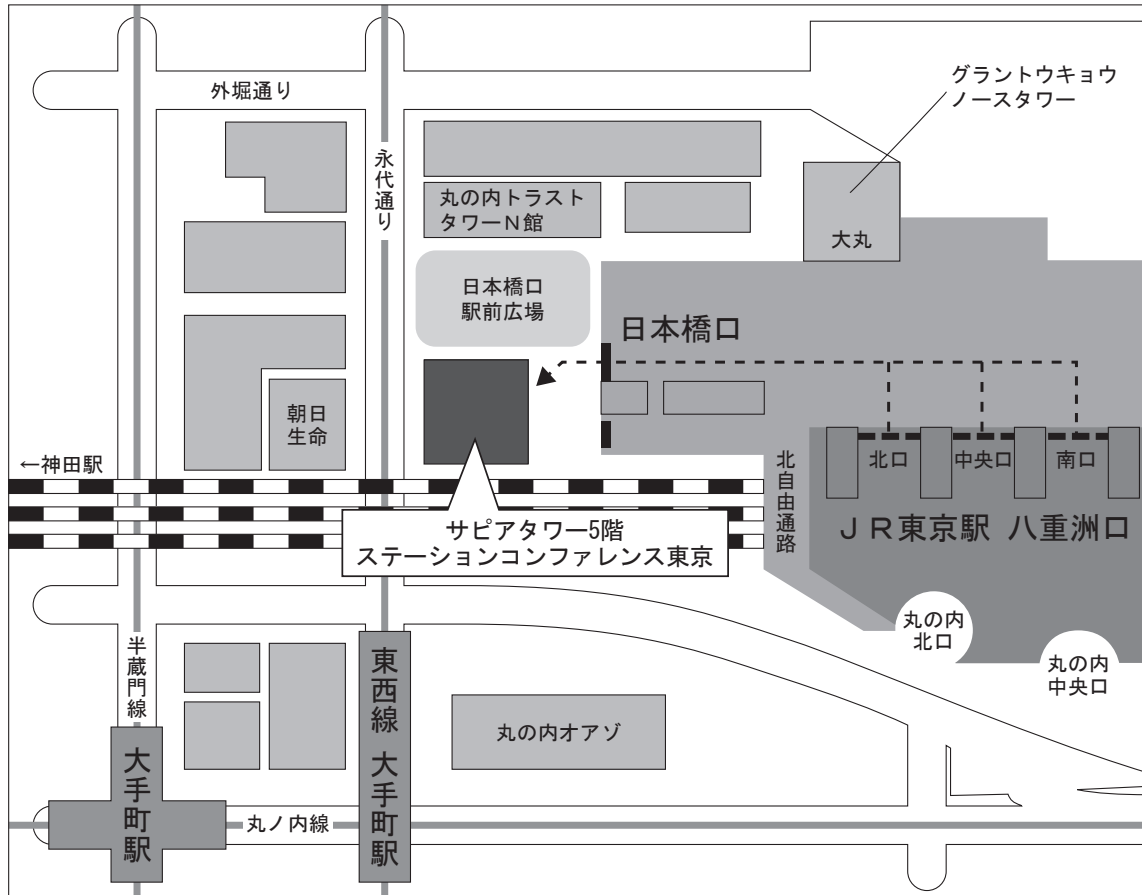 外堀通り
グラントウキョウ
ノースタワー
永代通り
丸の内トラスト
タワーN館
大丸
日本橋口
駅前広場
日本橋口
朝日
生命
←神田駅
北口
中央口
南口
北自由通路
サピアタワー5階
ステーションコンファレンス東京
JR東京駅 八重洲口
丸の内
北口
丸の内
中央口
半蔵門線
東西線 大手町駅
丸の内オアゾ
大手町駅
丸ノ内線